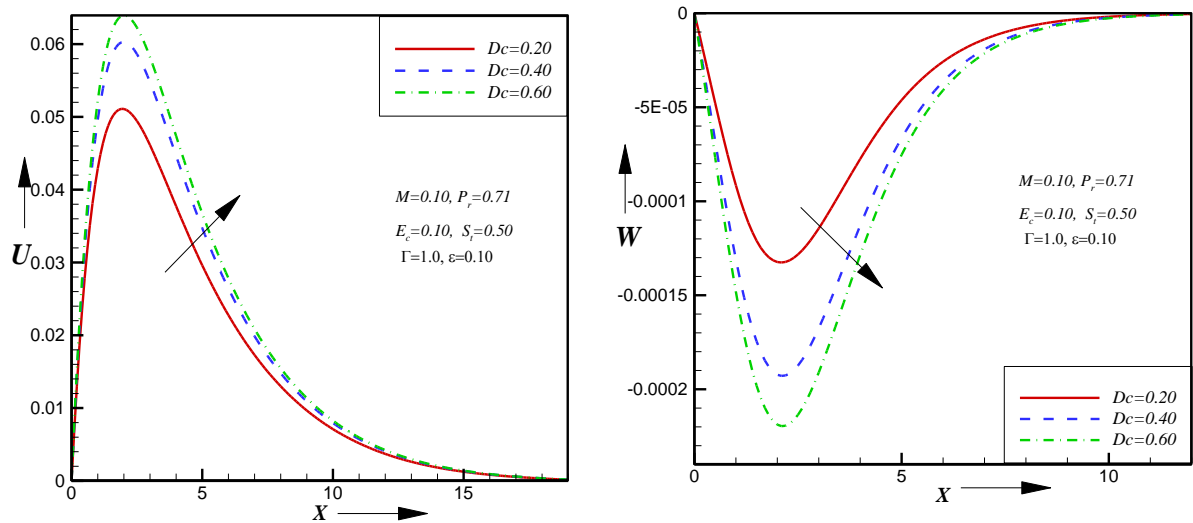 0.06
0.05
0.04
0.03
0.02
0.01
0
U
Dc=0.20
Dc=0.40
Dc=0.60
M=0.10, Pr=0.71
Ec=0.10, St=0.50
Γ=1.0, ε=0.10
0 5 10 15
X
0
-5E-05
-0.0001
-0.00015
-0.0002
W
M=0.10, Pr=0.71
Ec=0.10, St=0.50
Γ=1.0, ε=0.10
Dc=0.20
Dc=0.40
Dc=0.60
0 5 10
X